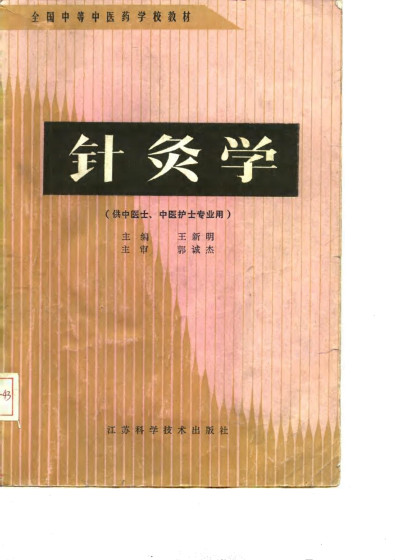 全国中等中医药学校教材
针灸学
（供中医士、中医护士专业用）
主编 王新明
主审 郭诚杰
-43
江苏科学技术出版社